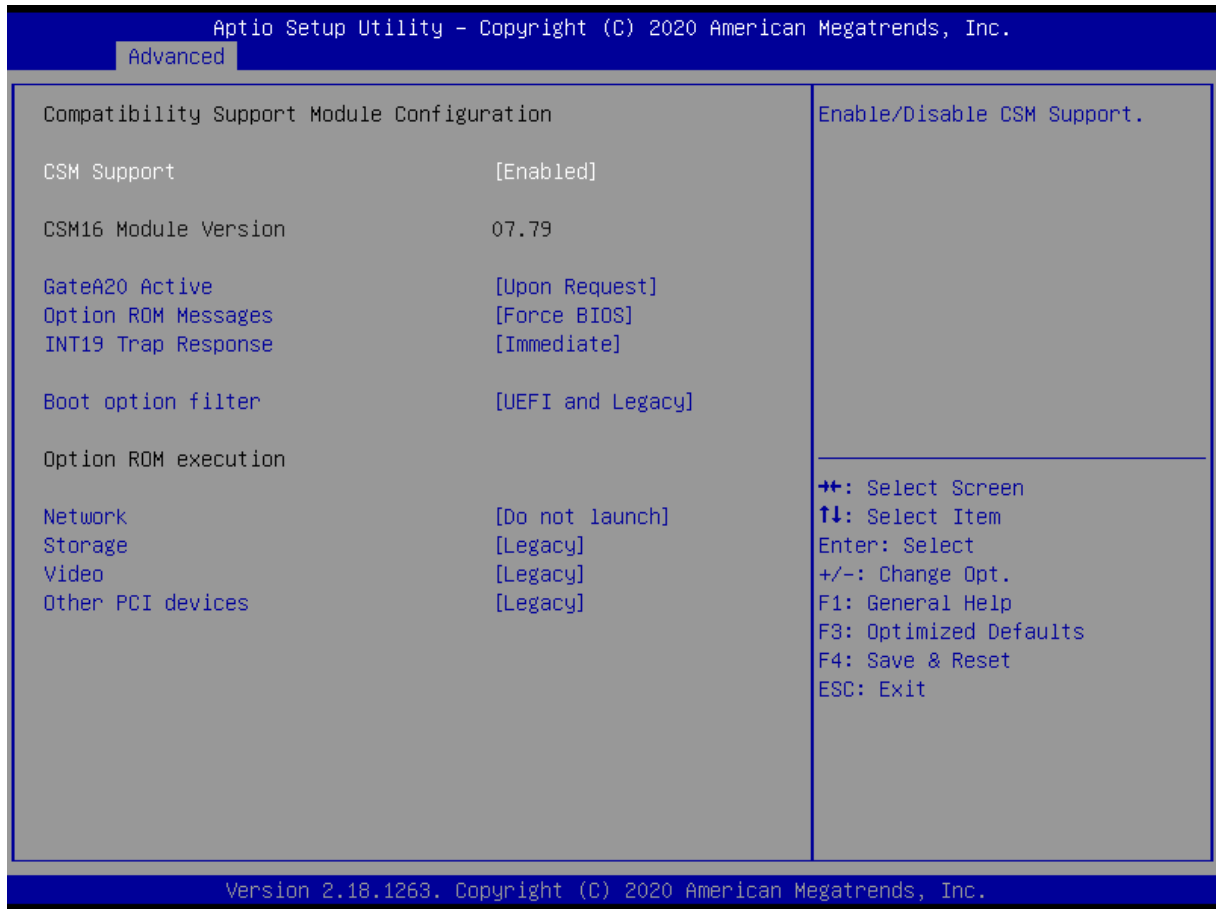 Aptio Setup Utility – Copyright (C) 2020 American Megatrends, Inc.
Advanced
Compatibility Support Module Configuration
CSM Support [Enabled]
CSM16 Module Version 07.79
GateA20 Active [Upon Request]
Option ROM Messages [Force BIOS]
INT19 Trap Response [Immediate]
Boot option filter [UEFI and Legacy]
Option ROM execution
Network [Do not launch]
Storage [Legacy]
Video [Legacy]
Other PCI devices [Legacy]
Enable/Disable CSM Support.
→←: Select Screen
↑↓: Select Item
Enter: Select
+/-: Change Opt.
F1: General Help
F3: Optimized Defaults
F4: Save & Reset
ESC: Exit
Version 2.18.1263. Copyright (C) 2020 American Megatrends, Inc.